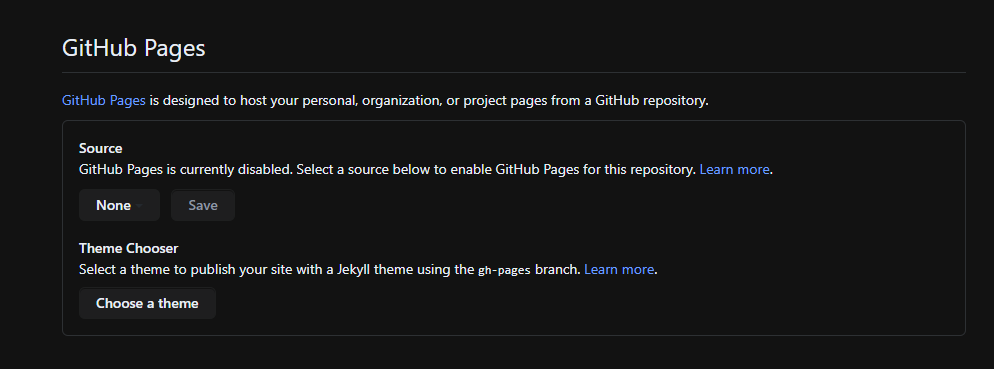 GitHub Pages
GitHub Pages is designed to host your personal, organization, or project pages from a GitHub repository.
Source
GitHub Pages is currently disabled. Select a source below to enable GitHub Pages for this repository. Learn more.
None Save
Theme Chooser
Select a theme to publish your site with a Jekyll theme using the gh-pages branch. Learn more.
Choose a theme